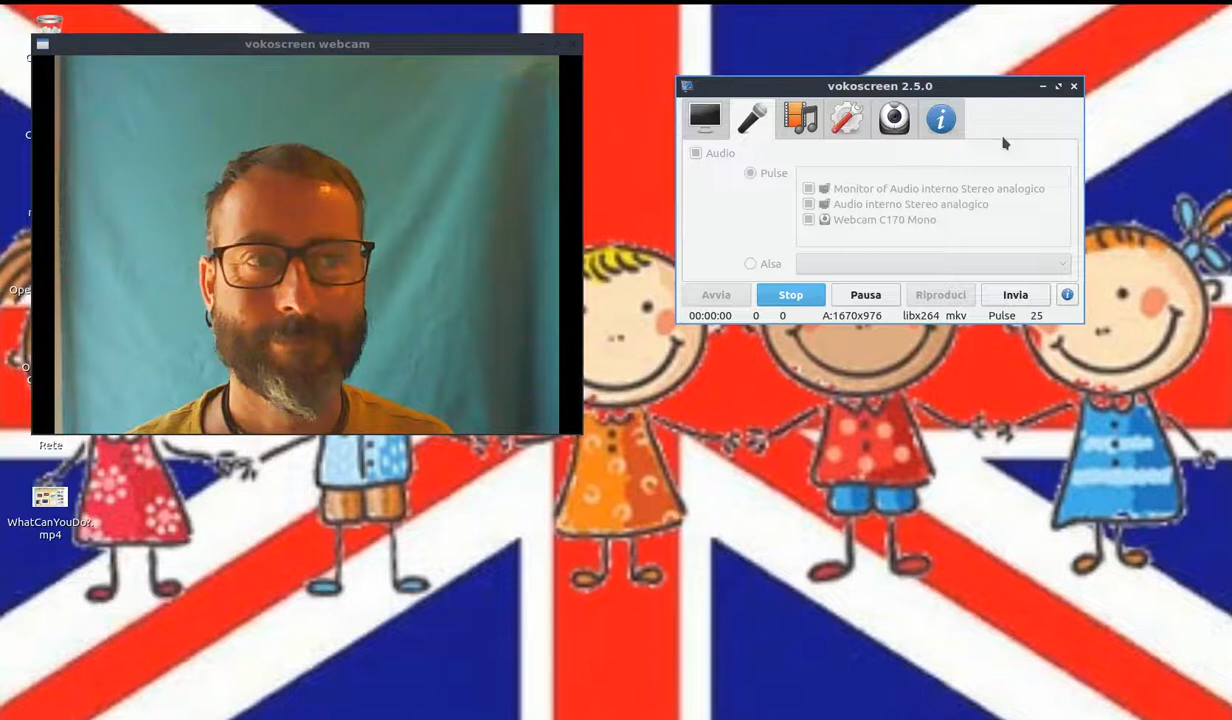 vokoscreen webcam
vokoscreen 2.5.0
Audio
Pulse
Monitor of Audio interno Stereo analogico
Audio interno Stereo analogico
Webcam C170 Mono
Alsa
Avvia Stop Pausa Riproduci Invia
00:00:00 0 0 A:1670x976 libx264 mkv Pulse 25
Rete
WhatCanYouDo?.
mp4